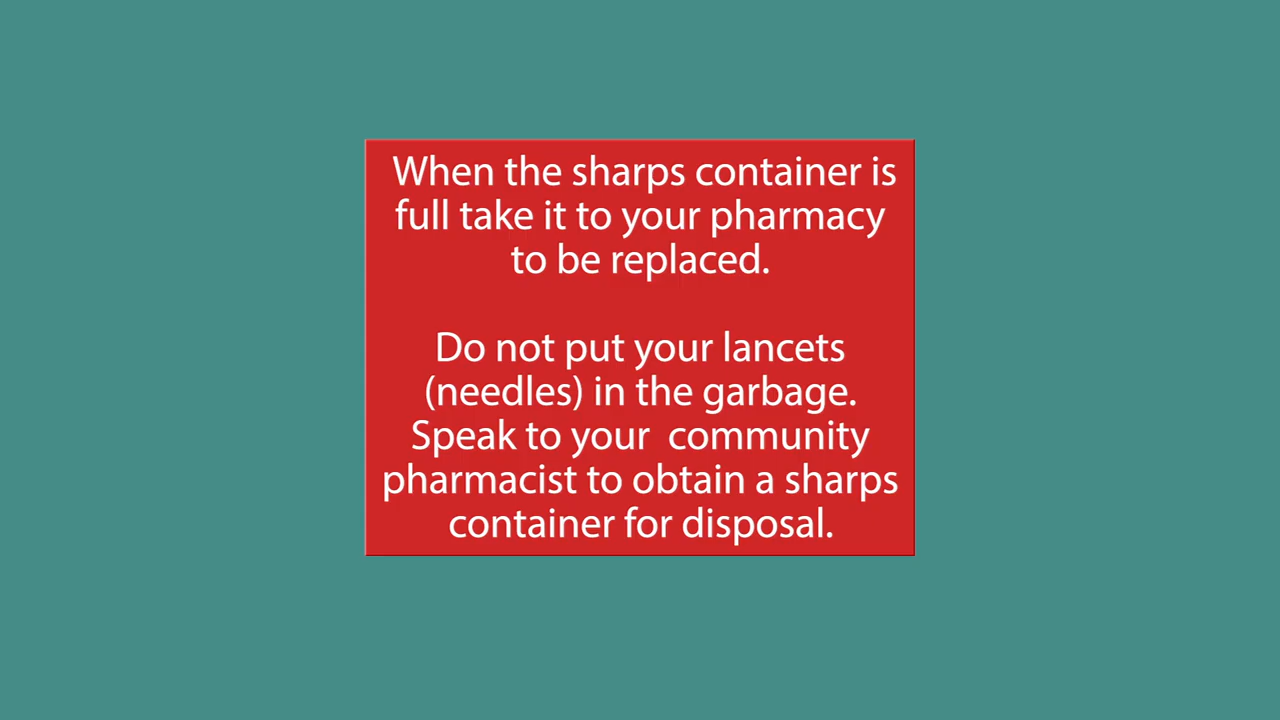 When the sharps container is
full take it to your pharmacy
to be replaced.
Do not put your lancets
(needles) in the garbage.
Speak to your  community
pharmacist to obtain a sharps
container for disposal.